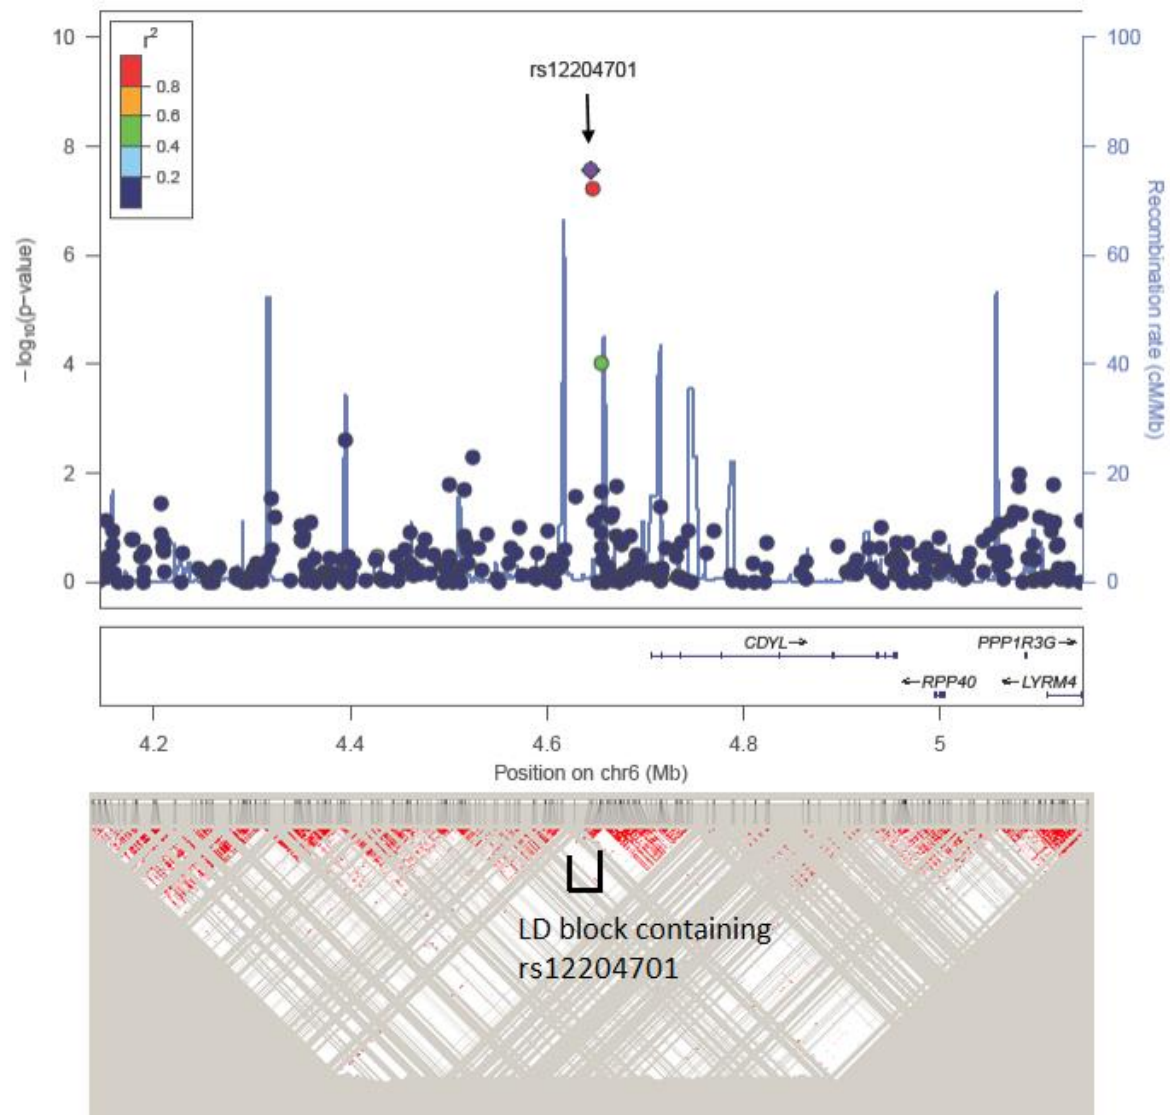 r2
0.8
0.6
0.4
0.2
rs12204701
10
8
6
4
2
0
− log10(p−value)
100
80
60
40
20
0
Recombination rate (cM/Mb)
CDYL→
PPP1R3G→
←RPP40
←LYRM4
4.2 4.4 4.6 4.8 5
Position on chr6 (Mb)
LD block containing
rs12204701